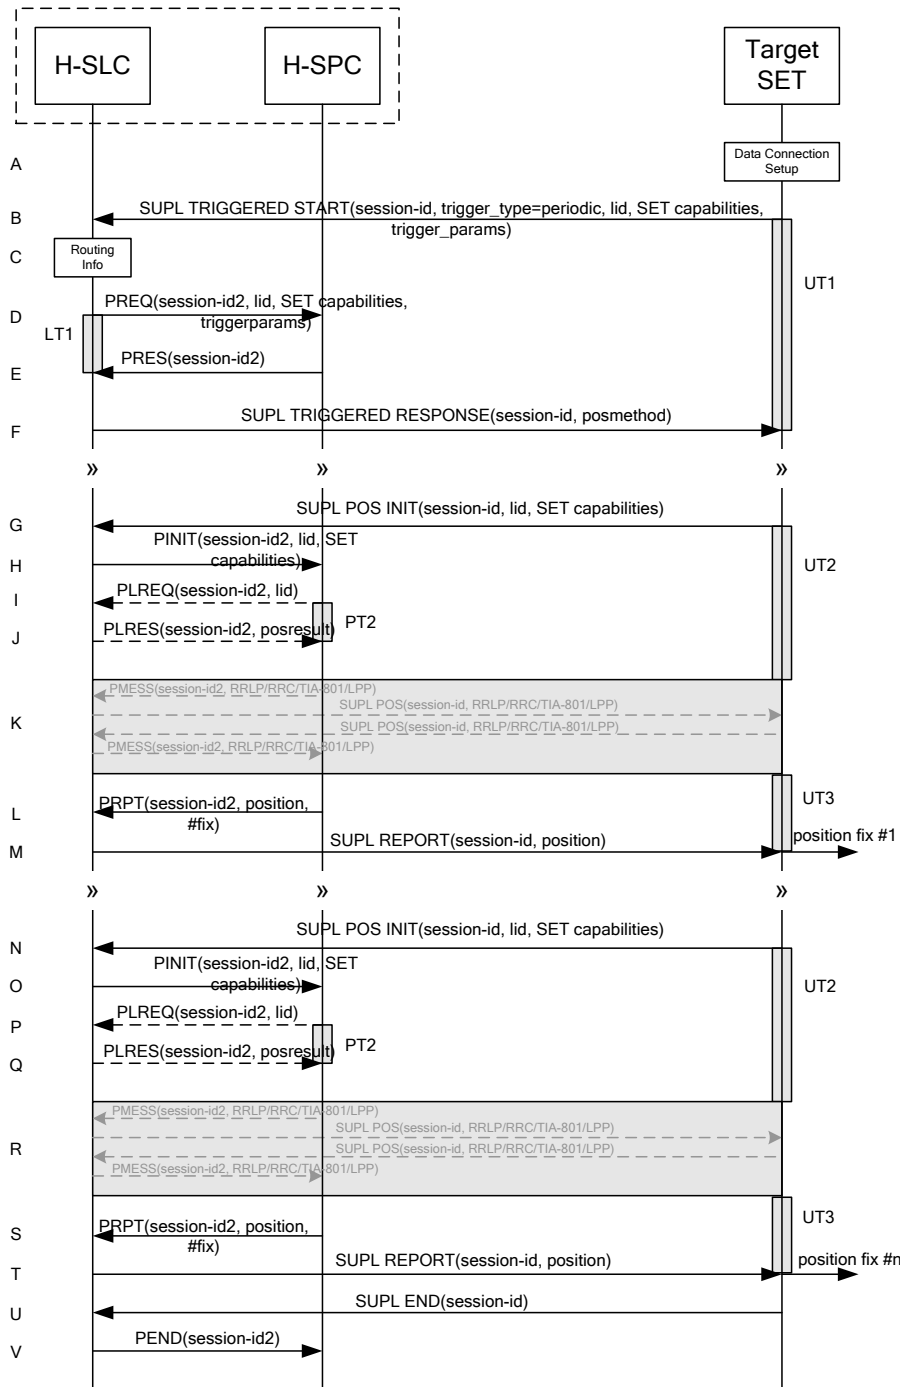 H-SLC
H-SPC
Target
SET
A
Data Connection
Setup
B
SUPL TRIGGERED START(session-id, trigger_type=periodic, lid, SET capabilities,
trigger_params)
C
Routing
Info
UT1
D
PREQ(session-id2, lid, SET capabilities,
triggerparams)
LT1
E
PRES(session-id2)
F
SUPL TRIGGERED RESPONSE(session-id, posmethod)
» » »
G
SUPL POS INIT(session-id, lid, SET capabilities)
H
PINIT(session-id2, lid, SET
capabilities)
UT2
I
PLREQ(session-id2, lid)
PT2
J
PLRES(session-id2, posresult)
K
PMESS(session-id2, RRLP/RRC/TIA-801/LPP)
SUPL POS(session-id, RRLP/RRC/TIA-801/LPP)
SUPL POS(session-id, RRLP/RRC/TIA-801/LPP)
PMESS(session-id2, RRLP/RRC/TIA-801/LPP)
UT3
L
PRPT(session-id2, position,
#fix)
M
SUPL REPORT(session-id, position)
position fix #1
» » »
N
SUPL POS INIT(session-id, lid, SET capabilities)
O
PINIT(session-id2, lid, SET
capabilities)
UT2
P
PLREQ(session-id2, lid)
PT2
Q
PLRES(session-id2, posresult)
R
PMESS(session-id2, RRLP/RRC/TIA-801/LPP)
SUPL POS(session-id, RRLP/RRC/TIA-801/LPP)
SUPL POS(session-id, RRLP/RRC/TIA-801/LPP)
PMESS(session-id2, RRLP/RRC/TIA-801/LPP)
UT3
S
PRPT(session-id2, position,
#fix)
T
SUPL REPORT(session-id, position)
position fix #n
U
SUPL END(session-id)
V
PEND(session-id2)